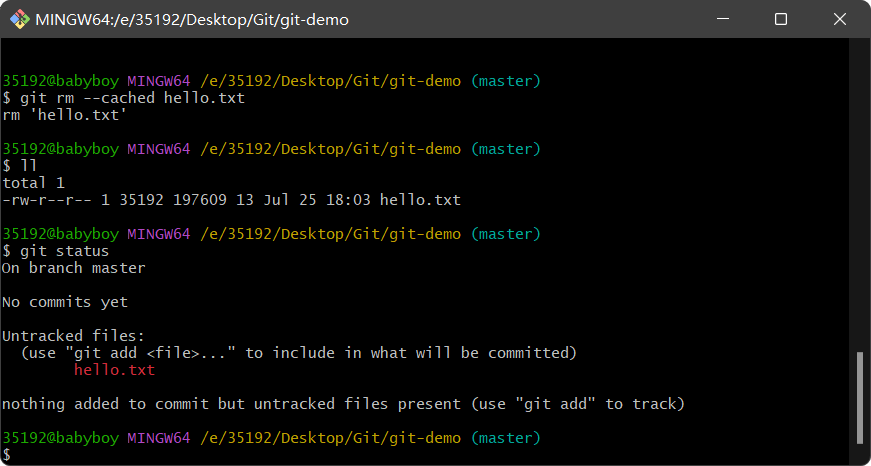 MINGW64:/e/35192/Desktop/Git/git-demo
35192@babyboy MINGW64 /e/35192/Desktop/Git/git-demo (master)
$ git rm --cached hello.txt
rm 'hello.txt'
35192@babyboy MINGW64 /e/35192/Desktop/Git/git-demo (master)
$ ll
total 1
-rw-r--r-- 1 35192 197609 13 Jul 25 18:03 hello.txt
35192@babyboy MINGW64 /e/35192/Desktop/Git/git-demo (master)
$ git status
On branch master
No commits yet
Untracked files:
  (use "git add <file>..." to include in what will be committed)
        hello.txt
nothing added to commit but untracked files present (use "git add" to track)
35192@babyboy MINGW64 /e/35192/Desktop/Git/git-demo (master)
$